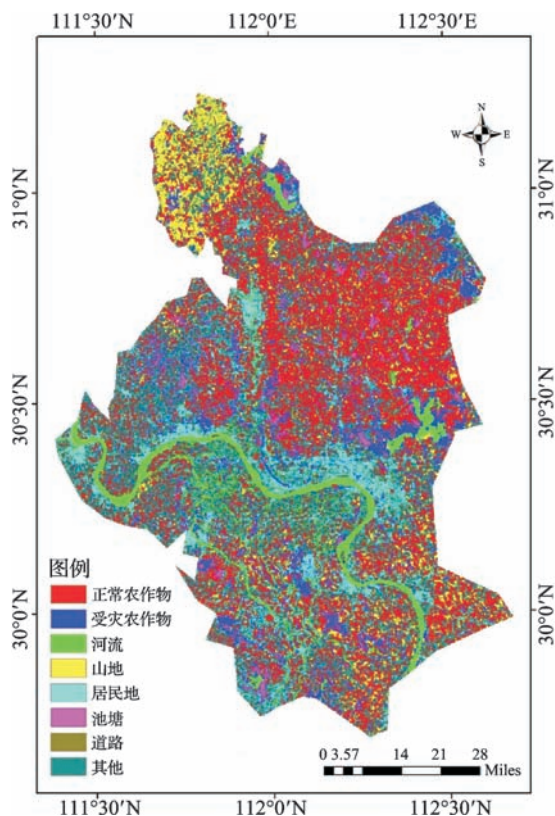 111°30′N 112°0′E 112°30′E
N
W E
S
31°0′N 31°0′N
30°30′N 30°30′N
30°0′N 30°0′N
图例
正常农作物
受灾农作物
河流
山地
居民地
池塘
道路
其他
0 3.57 14 21 28
Miles
111°30′N 112°0′N 112°30′N